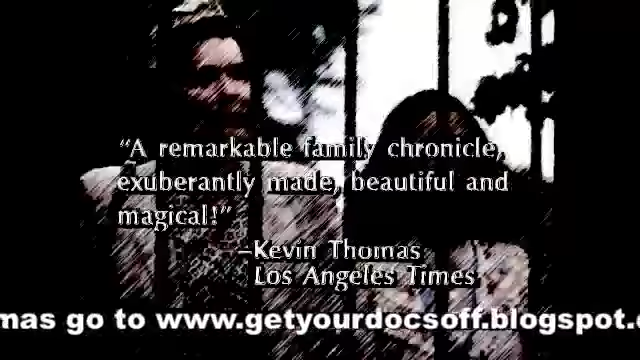 “A remarkable family chronicle,
exuberantly made, beautiful and
magical!”
–Kevin Thomas
Los Angeles Times
mas go to www.getyourdocsoff.blogspot.